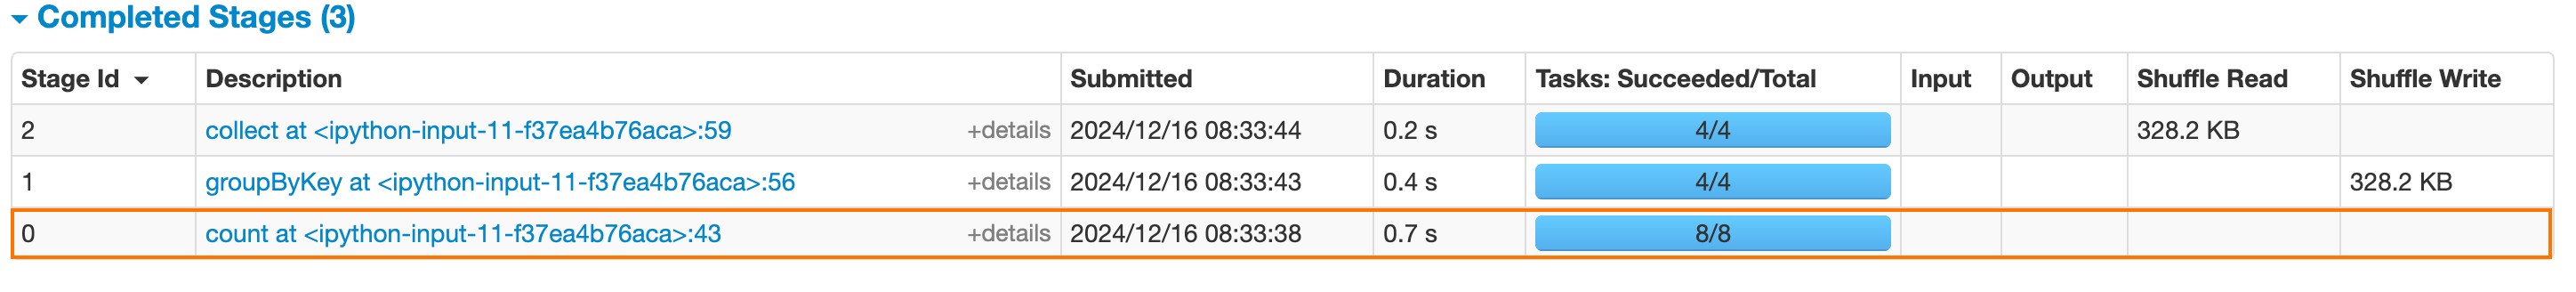 Completed Stages (3)
Stage Id Description Submitted Duration Tasks: Succeeded/Total Input Output Shuffle Read Shuffle Write
2 collect at <ipython-input-11-f37ea4b76aca>:59 +details 2024/12/16 08:33:44 0.2 s 4/4 328.2 KB
1 groupByKey at <ipython-input-11-f37ea4b76aca>:56 +details 2024/12/16 08:33:43 0.4 s 4/4 328.2 KB
0 count at <ipython-input-11-f37ea4b76aca>:43 +details 2024/12/16 08:33:38 0.7 s 8/8